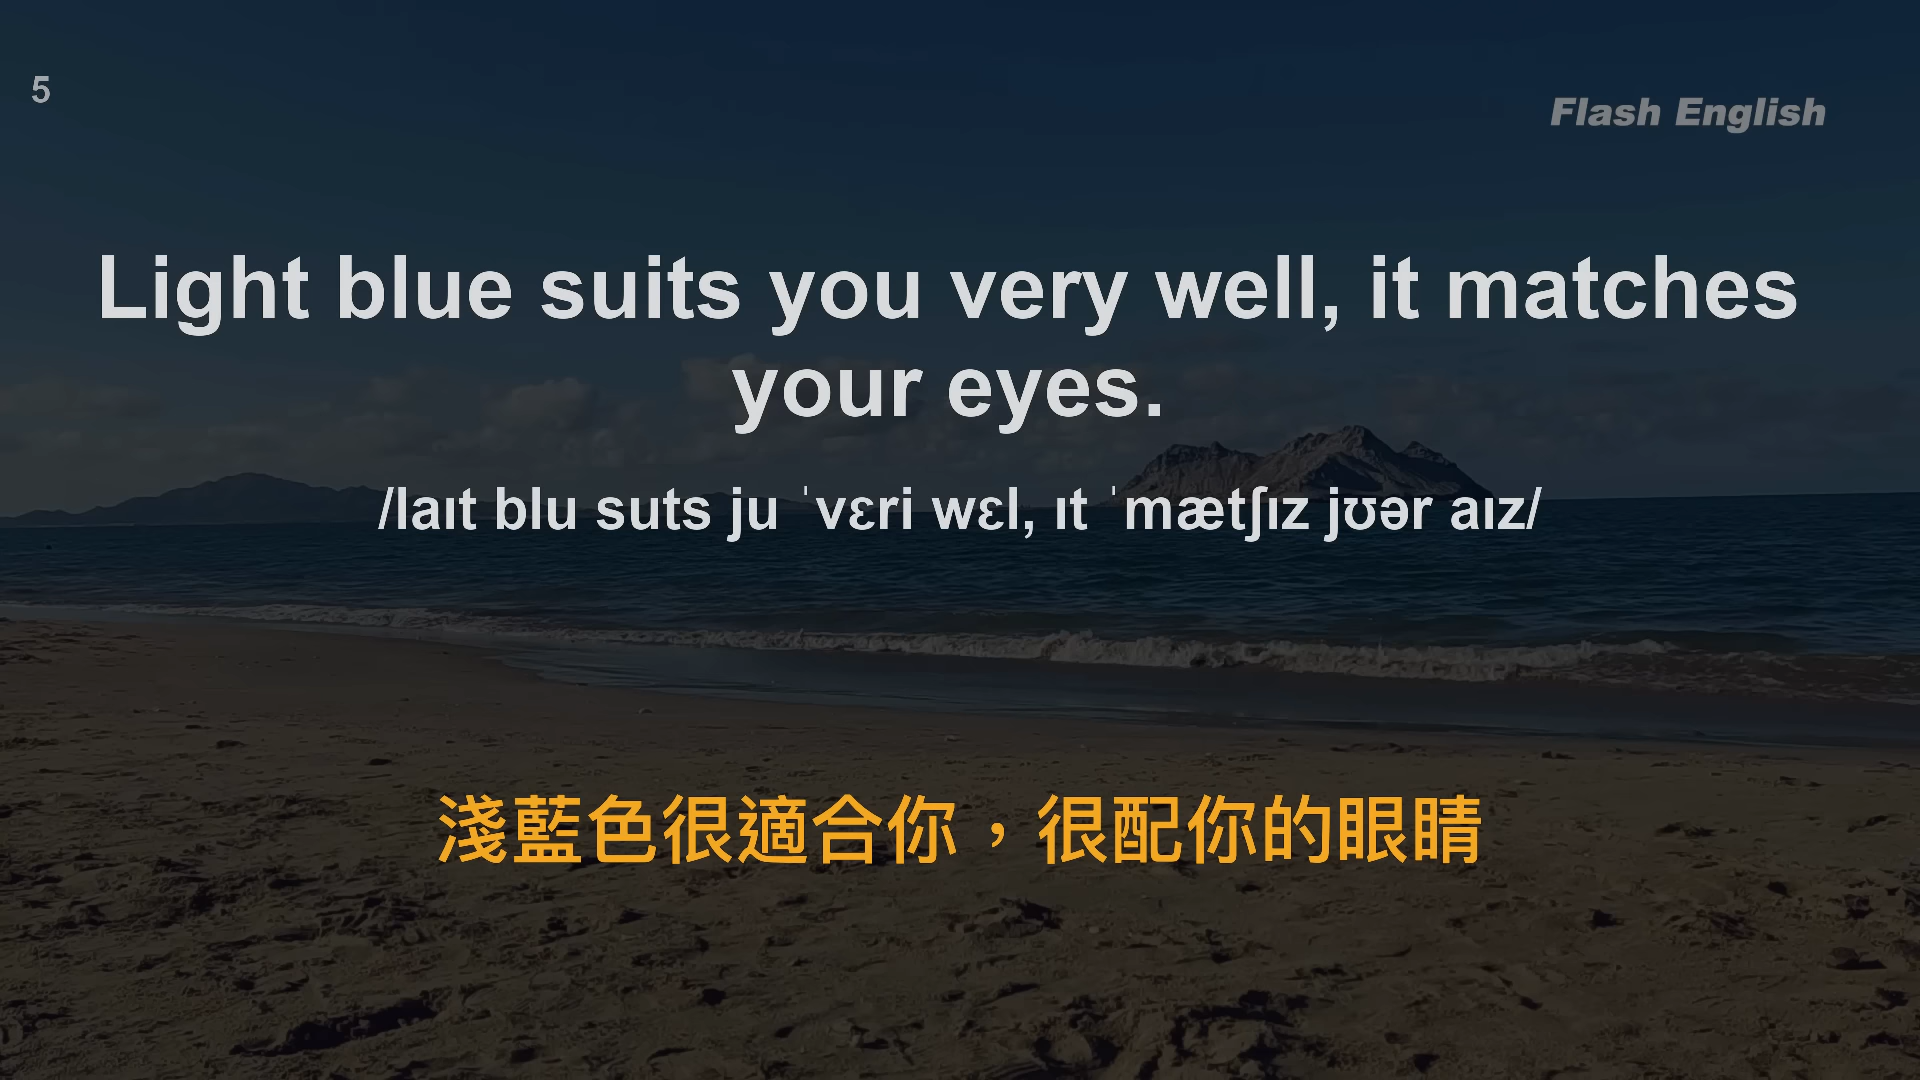 5
Flash English
Light blue suits you very well, it matches
your eyes.
/laɪt blu suts ju ˈvɛri wɛl, ɪt ˈmætʃɪz jʊər aɪz/
淺藍色很適合你，很配你的眼睛